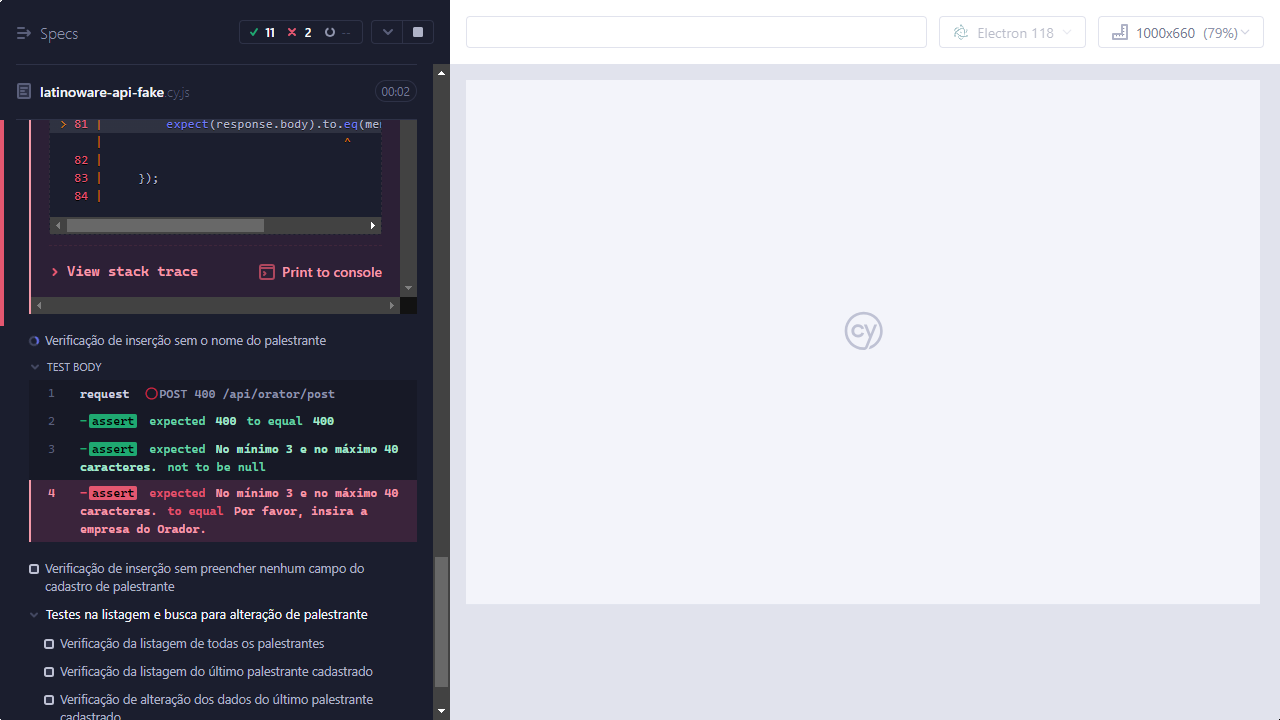 Specs
11 2 --
Electron 118
1000x660 (79%)
latinoware-api-fake.cy.js
00:02
> 81 | expect(response.body).to.eq(me
| ^
82 |
83 | });
84 |
View stack trace
Print to console
Verificação de inserção sem o nome do palestrante
TEST BODY
1 request POST 400 /api/orator/post
2 -assert expected 400 to equal 400
3 -assert expected No mínimo 3 e no máximo 40
caracteres. not to be null
4 -assert expected No mínimo 3 e no máximo 40
caracteres. to equal Por favor, insira a
empresa do Orador.
cy
Verificação de inserção sem preencher nenhum campo do
cadastro de palestrante
Testes na listagem e busca para alteração de palestrante
Verificação da listagem de todas os palestrantes
Verificação da listagem do último palestrante cadastrado
Verificação de alteração dos dados do último palestrante
cadastrado